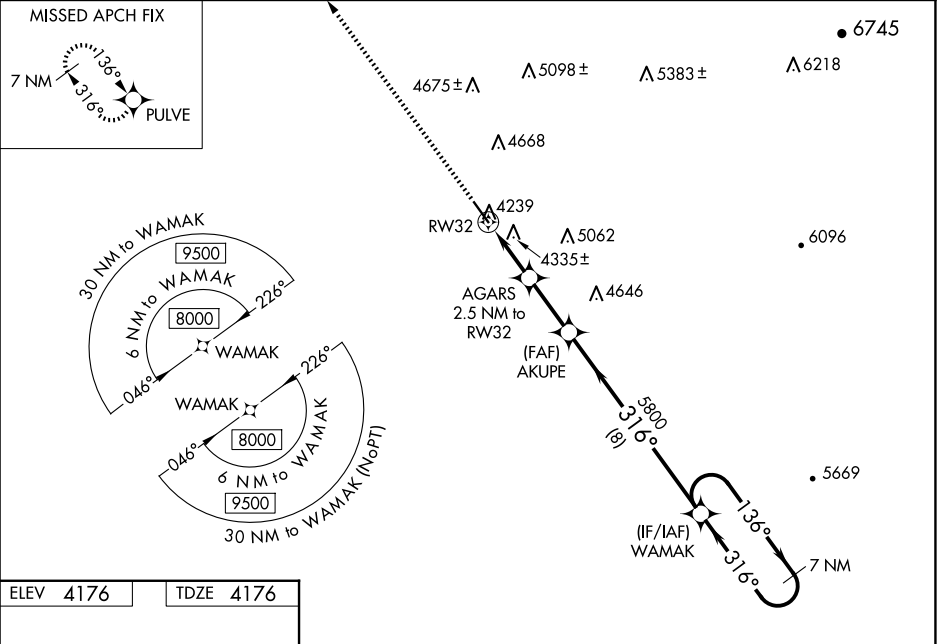 MISSED APCH FIX
7 NM
136°
316°
PULVE
6745
4675±
5098±
5383±
6218
4668
4239
RW32
5062
4335±
6096
AGARS
2.5 NM to
RW32
4646
(FAF)
AKUPE
30 NM to WAMAK
9500
6 NM to WAMAK
8000
226°
WAMAK
046°
226°
WAMAK
046°
8000
6 NM to WAMAK
9500
30 NM to WAMAK (NoPT)
5800
316°
(8)
5669
(IF/IAF)
WAMAK
136°
316°
7 NM
ELEV 4176
TDZE 4176